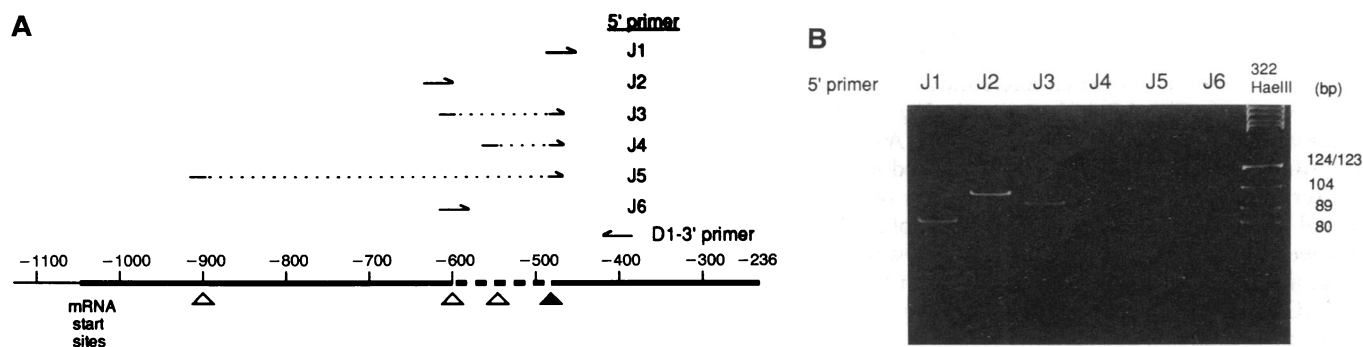 A
5' primer
J1
J2
J3
J4
J5
J6
D1-3' primer
−1100 −1000 −900 −800 −700 −600 −500 −400 −300 −236
mRNA
start
sites
B
5' primer J1 J2 J3 J4 J5 J6 322
HaeIII (bp)
124/123
104
89
80